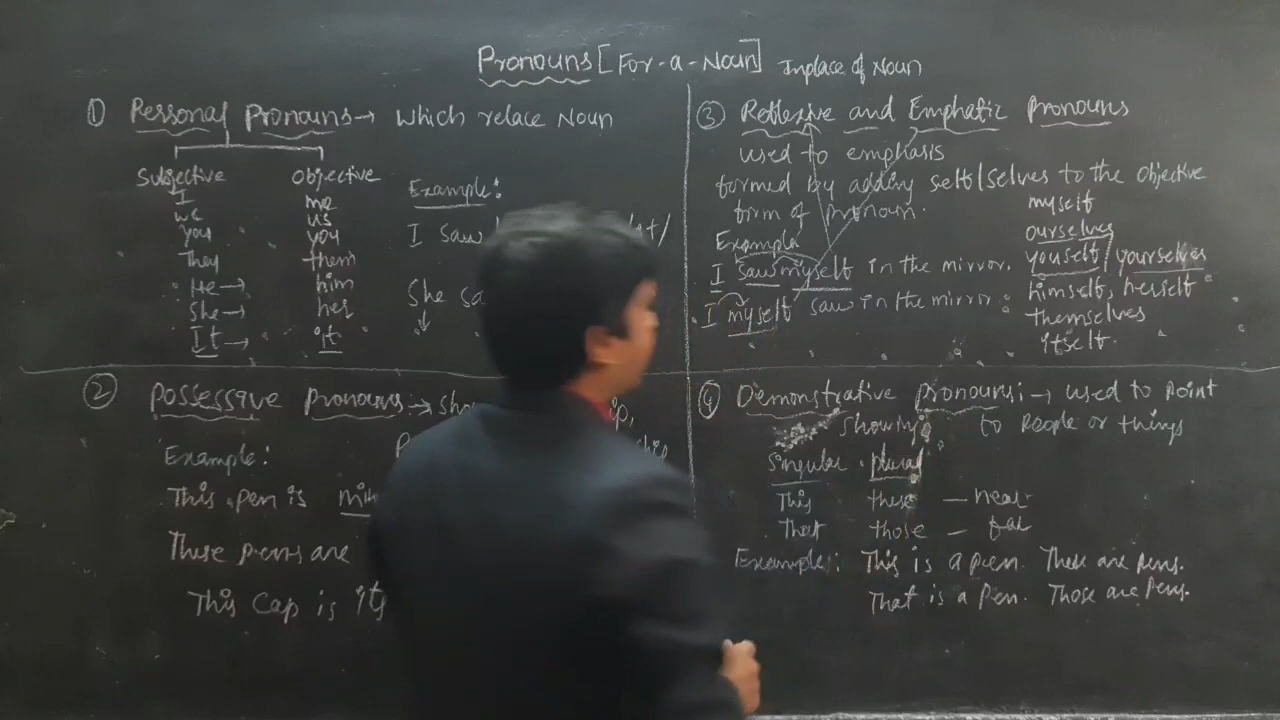 Pronouns [For-a-Noun] Inplace of Noun
① Personal Pronouns → which relace Noun
Subjective Objective
I me
we us
you you
They them
He → him
She → her
It → it
Example:
I saw
She sa
② Possessive Pronouns → sho
Example:
This pen is
These pens are
This Cap is its
③ Reflexive and Emphatic Pronouns
used to emphasis
formed by adding self/selves to the objective
form of pronoun.
Example
I saw myself in the mirror.
I myself saw in the mirror.
myself
ourselves
youself / yourselves
himself, herself
themselves
itself.
④ Demonstrative pronouns: → used to point
showing to People or things
Singular plural
This these — near
That those — far
Example: This is a pen. These are pens.
That is a Pen. Those are Pens.